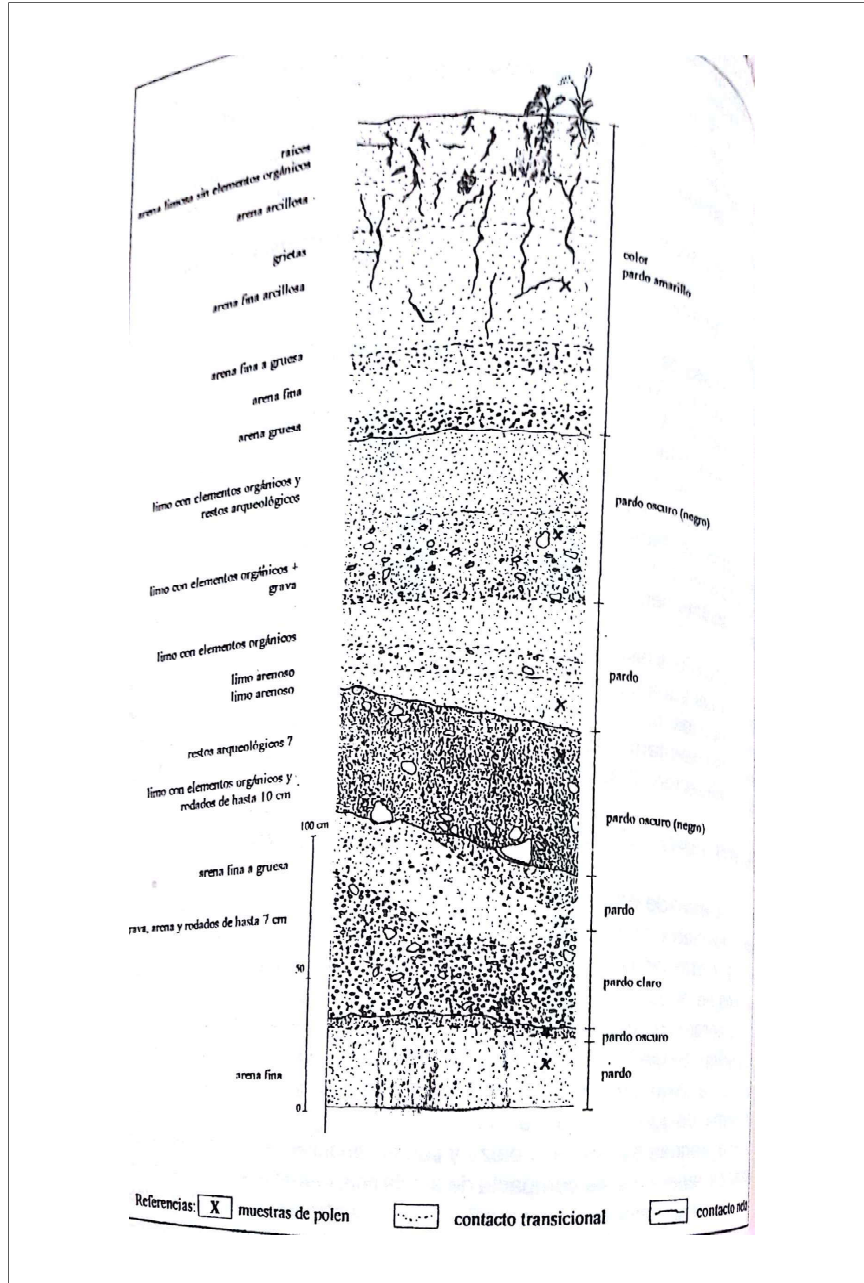 raíces
arena limosa sin elementos orgánicos
arena arcillosa
grietas
arena fina arcillosa
arena fina a gruesa
arena fina
arena gruesa
limo con elementos orgánicos y
restos arqueológicos
limo con elementos orgánicos +
grava
limo con elementos orgánicos
limo arenoso
limo arenoso
restos arqueológicos ?
limo con elementos orgánicos y
rodados de hasta 10 cm
100 cm
arena fina a gruesa
grava, arena y rodados de hasta 7 cm
50
arena fina
0
color
pardo amarillo
pardo oscuro (negro)
pardo
pardo oscuro (negro)
pardo
pardo claro
pardo oscuro
pardo
X
X
X
X
X
X
Referencias: X muestras de polen
contacto transicional
contacto